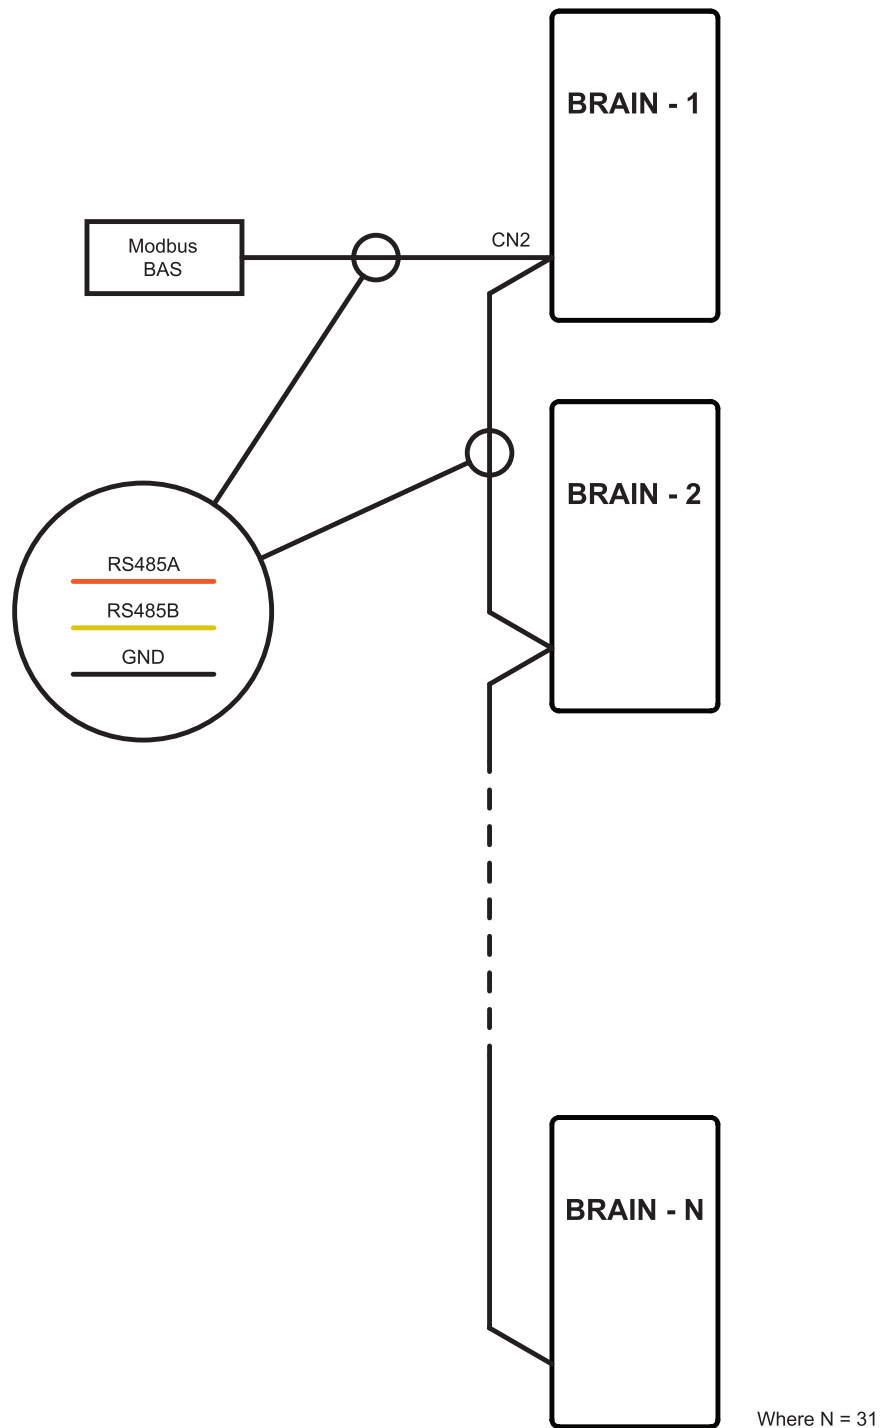 BRAIN - 1
CN2
Modbus
BAS
BRAIN - 2
RS485A
RS485B
GND
BRAIN - N
Where N = 31